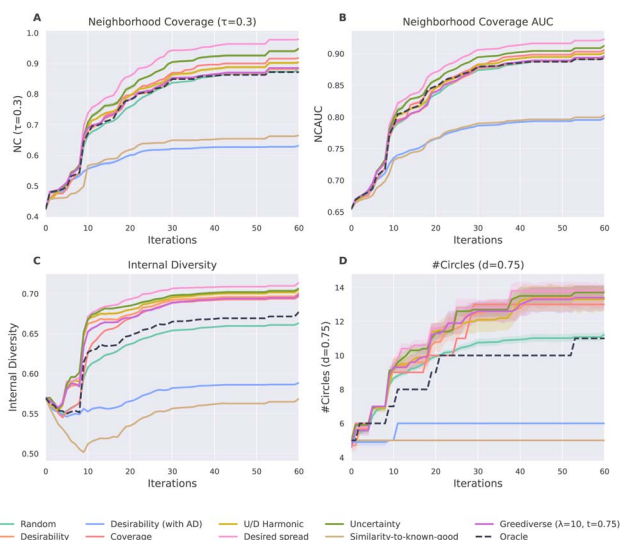 A
Neighborhood Coverage (τ=0.3)
1.0
0.9
0.8
0.7
0.6
0.5
0.4
NC (τ=0.3)
0 10 20 30 40 50 60
Iterations
B
Neighborhood Coverage AUC
0.90
0.85
0.80
0.75
0.70
0.65
NCAUC
0 10 20 30 40 50 60
Iterations
C
Internal Diversity
0.70
0.65
0.60
0.55
0.50
Internal Diversity
0 10 20 30 40 50 60
Iterations
D
#Circles (d=0.75)
14
12
10
8
6
4
#Circles (d=0.75)
0 10 20 30 40 50 60
Iterations
Random Desirability (with AD) U/D Harmonic Uncertainty Greediverse (λ=10, t=0.75)
Desirability Coverage Desired spread Similarity-to-known-good Oracle